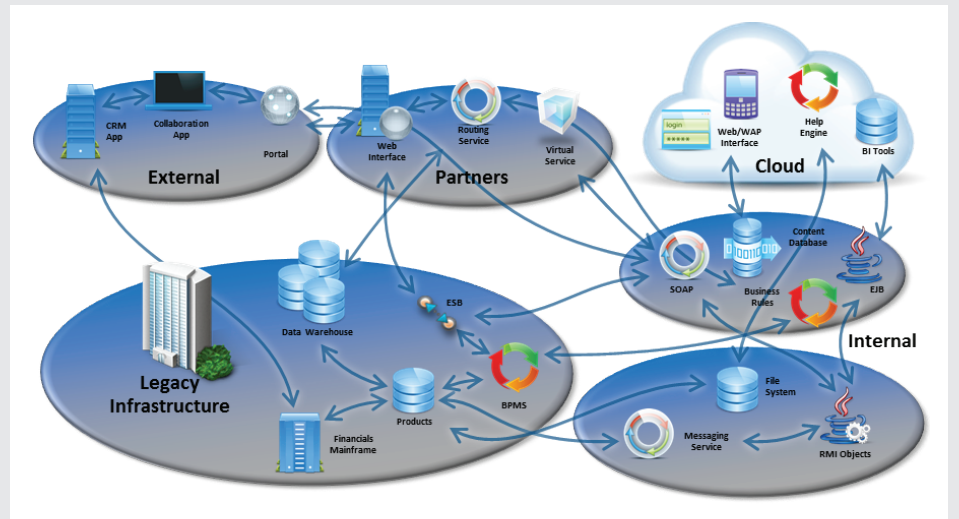 CRM
App
Collaboration
App
Portal
External
Web
Interface
Routing
Service
Virtual
Service
Partners
login
Web/WAP
Interface
Help
Engine
BI Tools
Cloud
Data Warehouse
ESB
Legacy
Infrastructure
Financials
Mainframe
Products
BPMS
SOAP
010011010
Content
Database
Business
Rules
EJB
Internal
File
System
Messaging
Service
RMI Objects